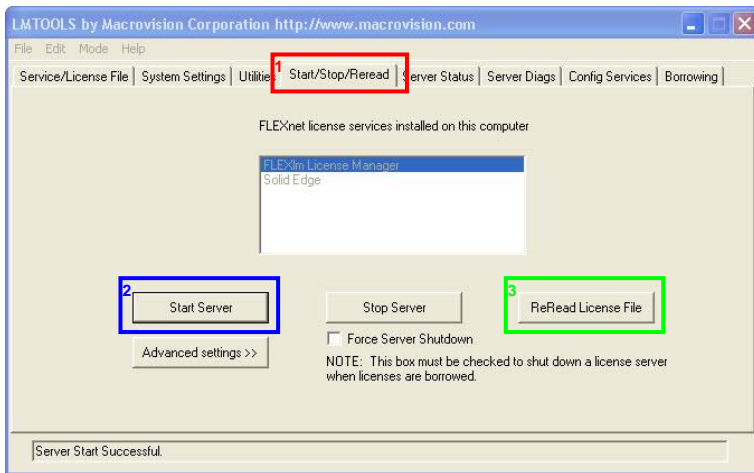 LMTOOLS by Macrovision Corporation http://www.macrovision.com
File Edit Mode Help
Service/License File System Settings Utilities 1 Start/Stop/Reread Server Status Server Diags Config Services Borrowing
FLEXnet license services installed on this computer
FLEXlm License Manager
Solid Edge
2 Start Server
Stop Server
3 ReRead License File
Force Server Shutdown
Advanced settings >>
NOTE: This box must be checked to shut down a license server
when licenses are borrowed.
Server Start Successful.